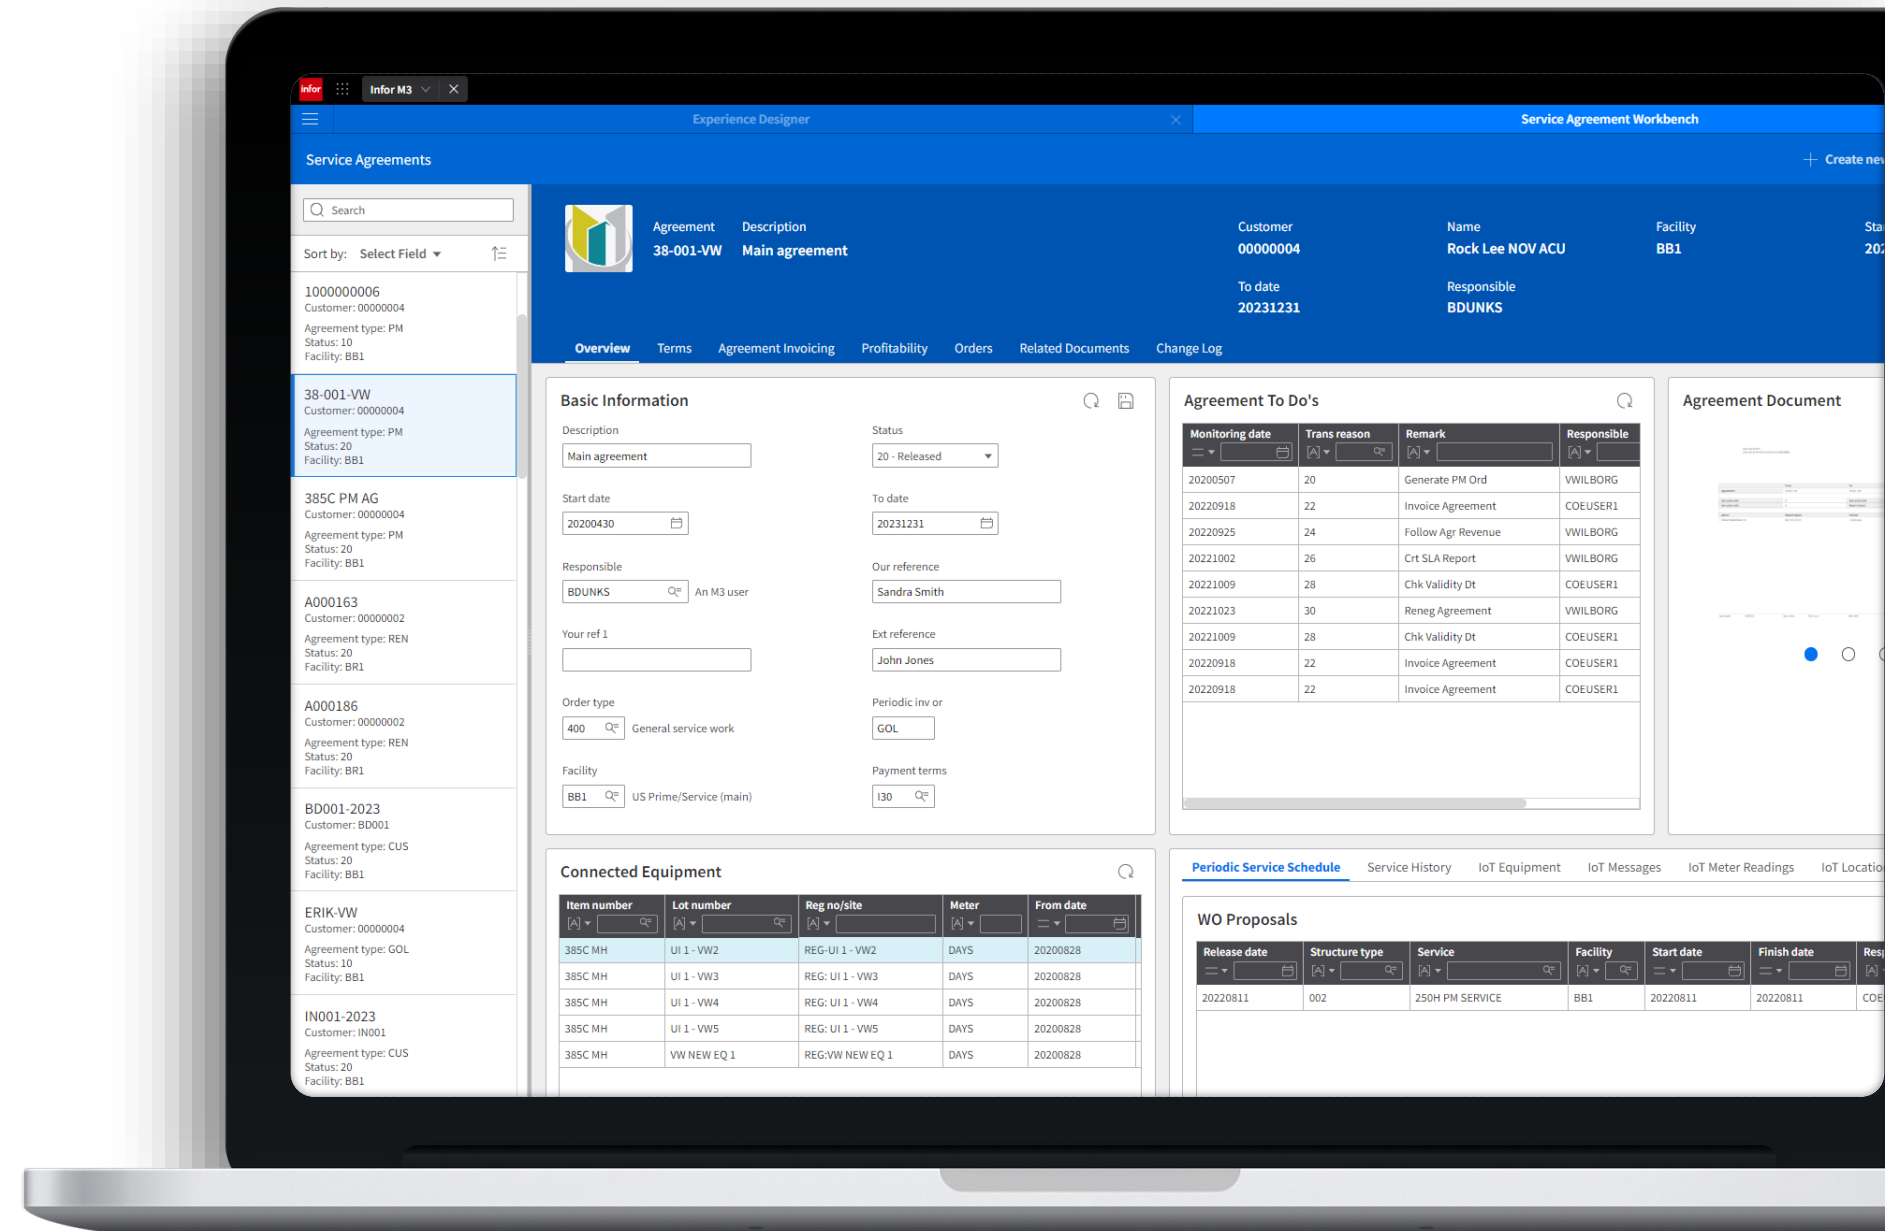 infor
Infor M3
Experience Designer
Service Agreement Workbench
Service Agreements
Create new
Search
Sort by: Select Field
1000000006
Customer: 00000004
Agreement type: PM
Status: 10
Facility: BB1
38-001-VW
Customer: 00000004
Agreement type: PM
Status: 20
Facility: BB1
385C PM AG
Customer: 00000004
Agreement type: PM
Status: 20
Facility: BB1
A000163
Customer: 00000002
Agreement type: REN
Status: 20
Facility: BR1
A000186
Customer: 00000002
Agreement type: REN
Status: 20
Facility: BR1
BD001-2023
Customer: BD001
Agreement type: CUS
Status: 20
Facility: BB1
ERIK-VW
Customer: 00000004
Agreement type: GOL
Status: 10
Facility: BB1
IN001-2023
Customer: IN001
Agreement type: CUS
Status: 20
Facility: BB1
Agreement Description
38-001-VW Main agreement
Customer Name Facility Sta
00000004 Rock Lee NOV ACU BB1 202
To date Responsible
20231231 BDUNKS
Overview Terms Agreement Invoicing Profitability Orders Related Documents Change Log
Basic Information
Description Status
Main agreement 20 - Released
Start date To date
20200430 20231231
Responsible Our reference
BDUNKS An M3 user Sandra Smith
Your ref 1 Ext reference
John Jones
Order type Periodic inv or
400 General service work GOL
Facility Payment terms
BB1 US Prime/Service (main) I30
Agreement To Do's
Monitoring date Trans reason Remark Responsible
20200507 20 Generate PM Ord VWILBORG
20220918 22 Invoice Agreement COEUSER1
20220925 24 Follow Agr Revenue VWILBORG
20221002 26 Crt SLA Report VWILBORG
20221009 28 Chk Validity Dt COEUSER1
20221023 30 Reneg Agreement VWILBORG
20221009 28 Chk Validity Dt COEUSER1
20220918 22 Invoice Agreement COEUSER1
20220918 22 Invoice Agreement COEUSER1
Agreement Document
Connected Equipment
Item number Lot number Reg no/site Meter From date
385C MH UI 1 - VW2 REG-UI 1 - VW2 DAYS 20200828
385C MH UI 1 - VW3 REG: UI 1 - VW3 DAYS 20200828
385C MH UI 1 - VW4 REG: UI 1 - VW4 DAYS 20200828
385C MH UI 1 - VW5 REG: UI 1 - VW5 DAYS 20200828
385C MH VW NEW EQ 1 REG:VW NEW EQ 1 DAYS 20200828
Periodic Service Schedule Service History IoT Equipment IoT Messages IoT Meter Readings IoT Locatio
WO Proposals
Release date Structure type Service Facility Start date Finish date Resp
20220811 002 250H PM SERVICE BB1 20220811 20220811 COE